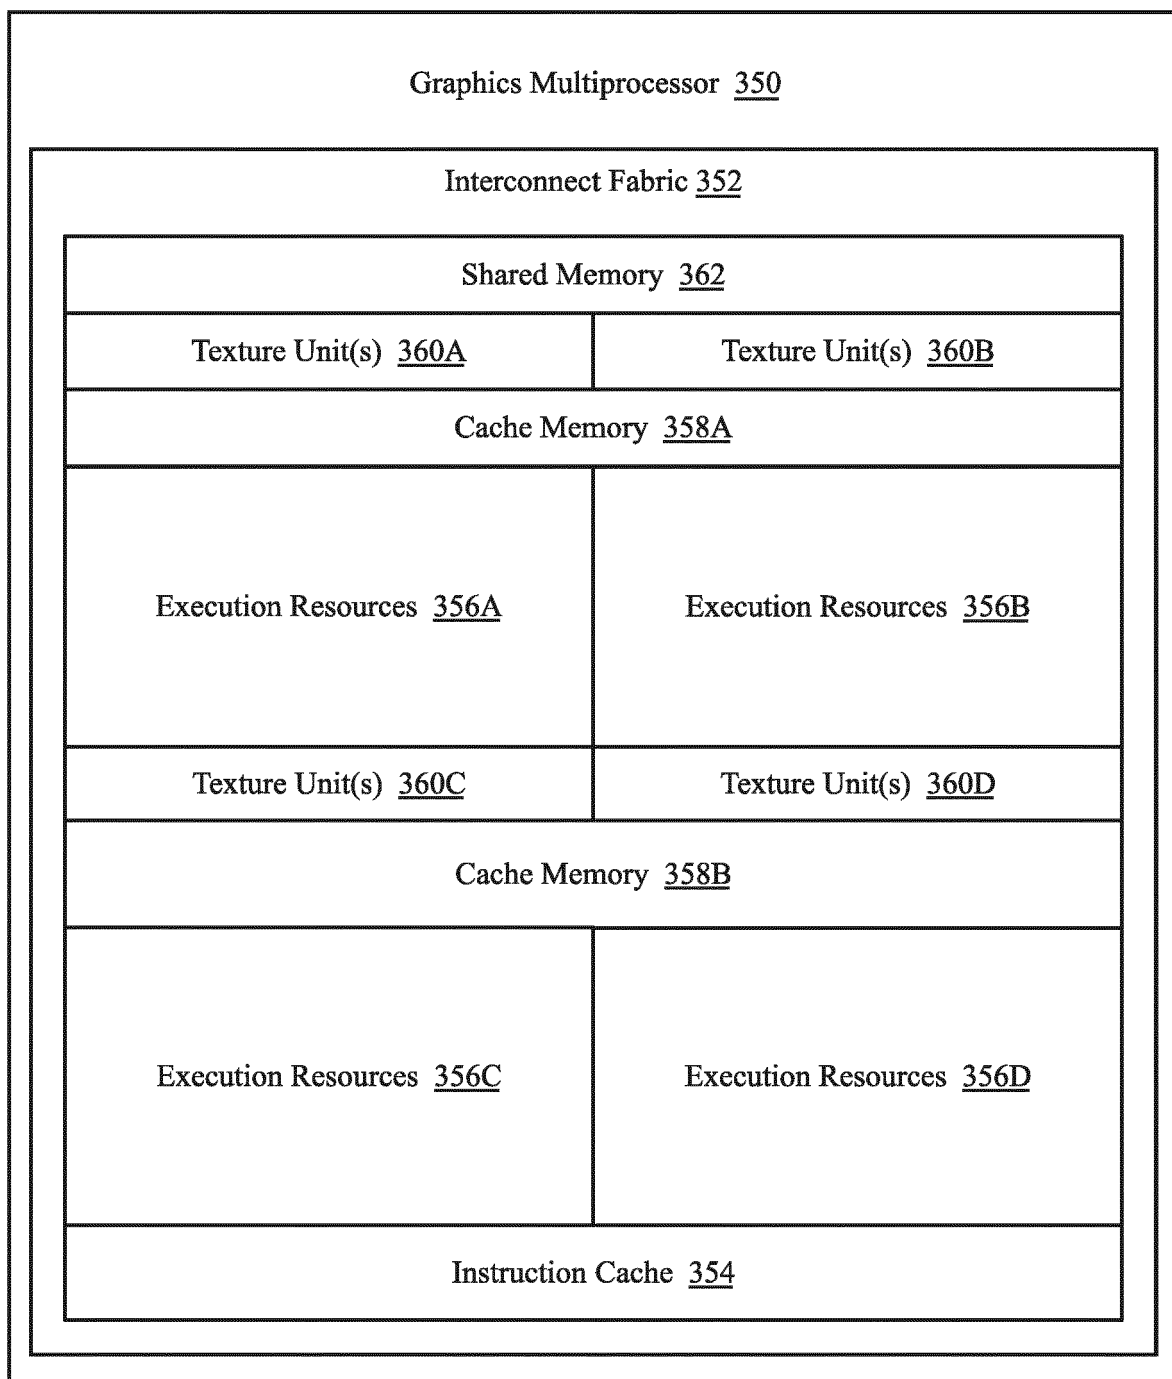 Graphics Multiprocessor 350
Interconnect Fabric 352
Shared Memory 362
Texture Unit(s) 360A
Texture Unit(s) 360B
Cache Memory 358A
Execution Resources 356A
Execution Resources 356B
Texture Unit(s) 360C
Texture Unit(s) 360D
Cache Memory 358B
Execution Resources 356C
Execution Resources 356D
Instruction Cache 354